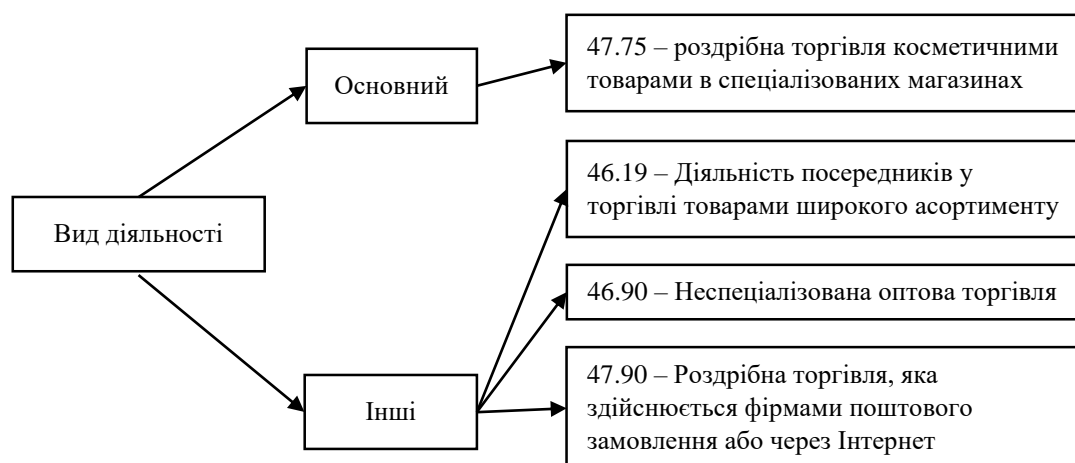 47.75 – роздрібна торгівля косметичними
товарами в спеціалізованих магазинах
Основний
46.19 – Діяльність посередників у
торгівлі товарами широкого асортименту
Вид діяльності
46.90 – Неспеціалізована оптова торгівля
47.90 – Роздрібна торгівля, яка
здійснюється фірмами поштового
замовлення або через Інтернет
Інші